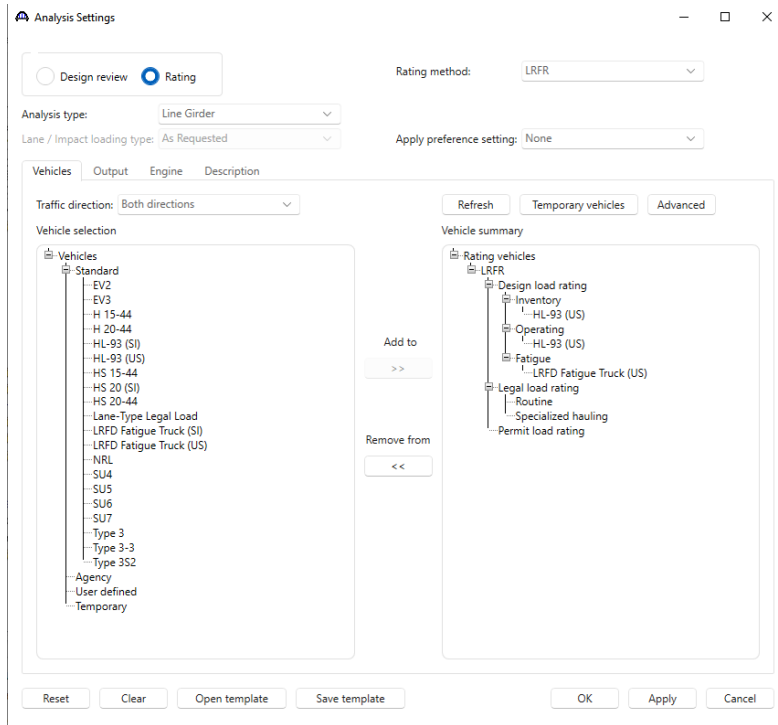 Analysis Settings
Design review
Rating
Rating method:
LRFR
Analysis type:
Line Girder
Lane / Impact loading type:
As Requested
Apply preference setting:
None
Vehicles
Output
Engine
Description
Traffic direction:
Both directions
Refresh
Temporary vehicles
Advanced
Vehicle selection
Vehicles
Standard
EV2
EV3
H 15-44
H 20-44
HL-93 (SI)
HL-93 (US)
HS 15-44
HS 20 (SI)
HS 20-44
Lane-Type Legal Load
LRFD Fatigue Truck (SI)
LRFD Fatigue Truck (US)
NRL
SU4
SU5
SU6
SU7
Type 3
Type 3-3
Type 3S2
Agency
User defined
Temporary
Add to
>>
Remove from
<<
Vehicle summary
Rating vehicles
LRFR
Design load rating
Inventory
HL-93 (US)
Operating
HL-93 (US)
Fatigue
LRFD Fatigue Truck (US)
Legal load rating
Routine
Specialized hauling
Permit load rating
Reset
Clear
Open template
Save template
OK
Apply
Cancel